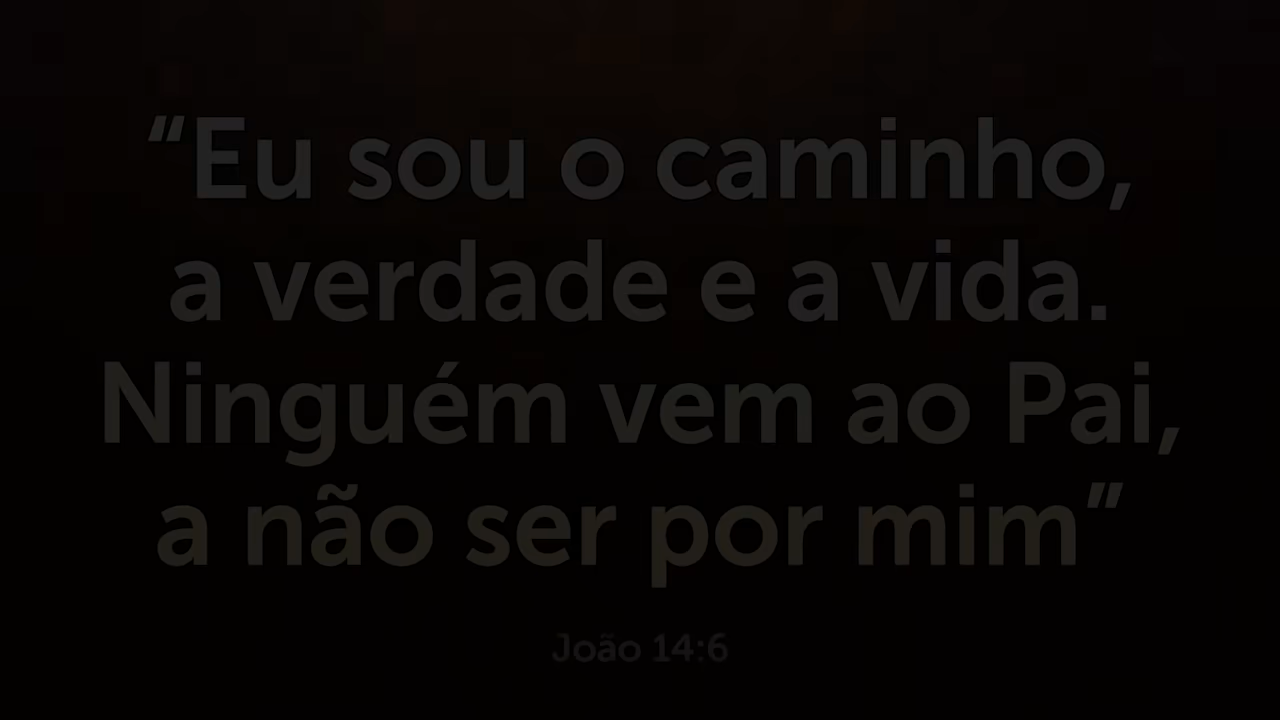 “Eu sou o caminho,
a verdade e a vida.
Ninguém vem ao Pai,
a não ser por mim”
João 14:6